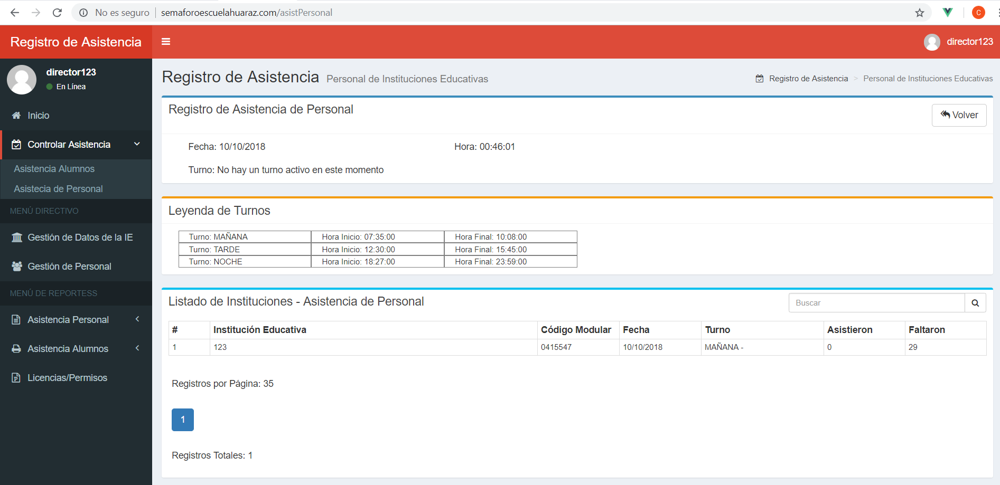 No es seguro semaforoescuelahuaraz.com/asistPersonal C
Registro de Asistencia
director123
director123
En Línea
Inicio
Controlar Asistencia
Asistencia Alumnos
Asistecia de Personal
MENÚ DIRECTIVO
Gestión de Datos de la IE
Gestión de Personal
MENÚ DE REPORTESS
Asistencia Personal
Asistencia Alumnos
Licencias/Permisos
Registro de Asistencia Personal de Instituciones Educativas
Registro de Asistencia > Personal de Instituciones Educativas
Registro de Asistencia de Personal
Volver
Fecha: 10/10/2018 Hora: 00:46:01
Turno: No hay un turno activo en este momento
Leyenda de Turnos
Turno: MAÑANA Hora Inicio: 07:35:00 Hora Final: 10:08:00
Turno: TARDE Hora Inicio: 12:30:00 Hora Final: 15:45:00
Turno: NOCHE Hora Inicio: 18:27:00 Hora Final: 23:59:00
Listado de Instituciones - Asistencia de Personal
Buscar
# Institución Educativa Código Modular Fecha Turno Asistieron Faltaron
1 123 0415547 10/10/2018 MAÑANA - 0 29
Registros por Página: 35
1
Registros Totales: 1